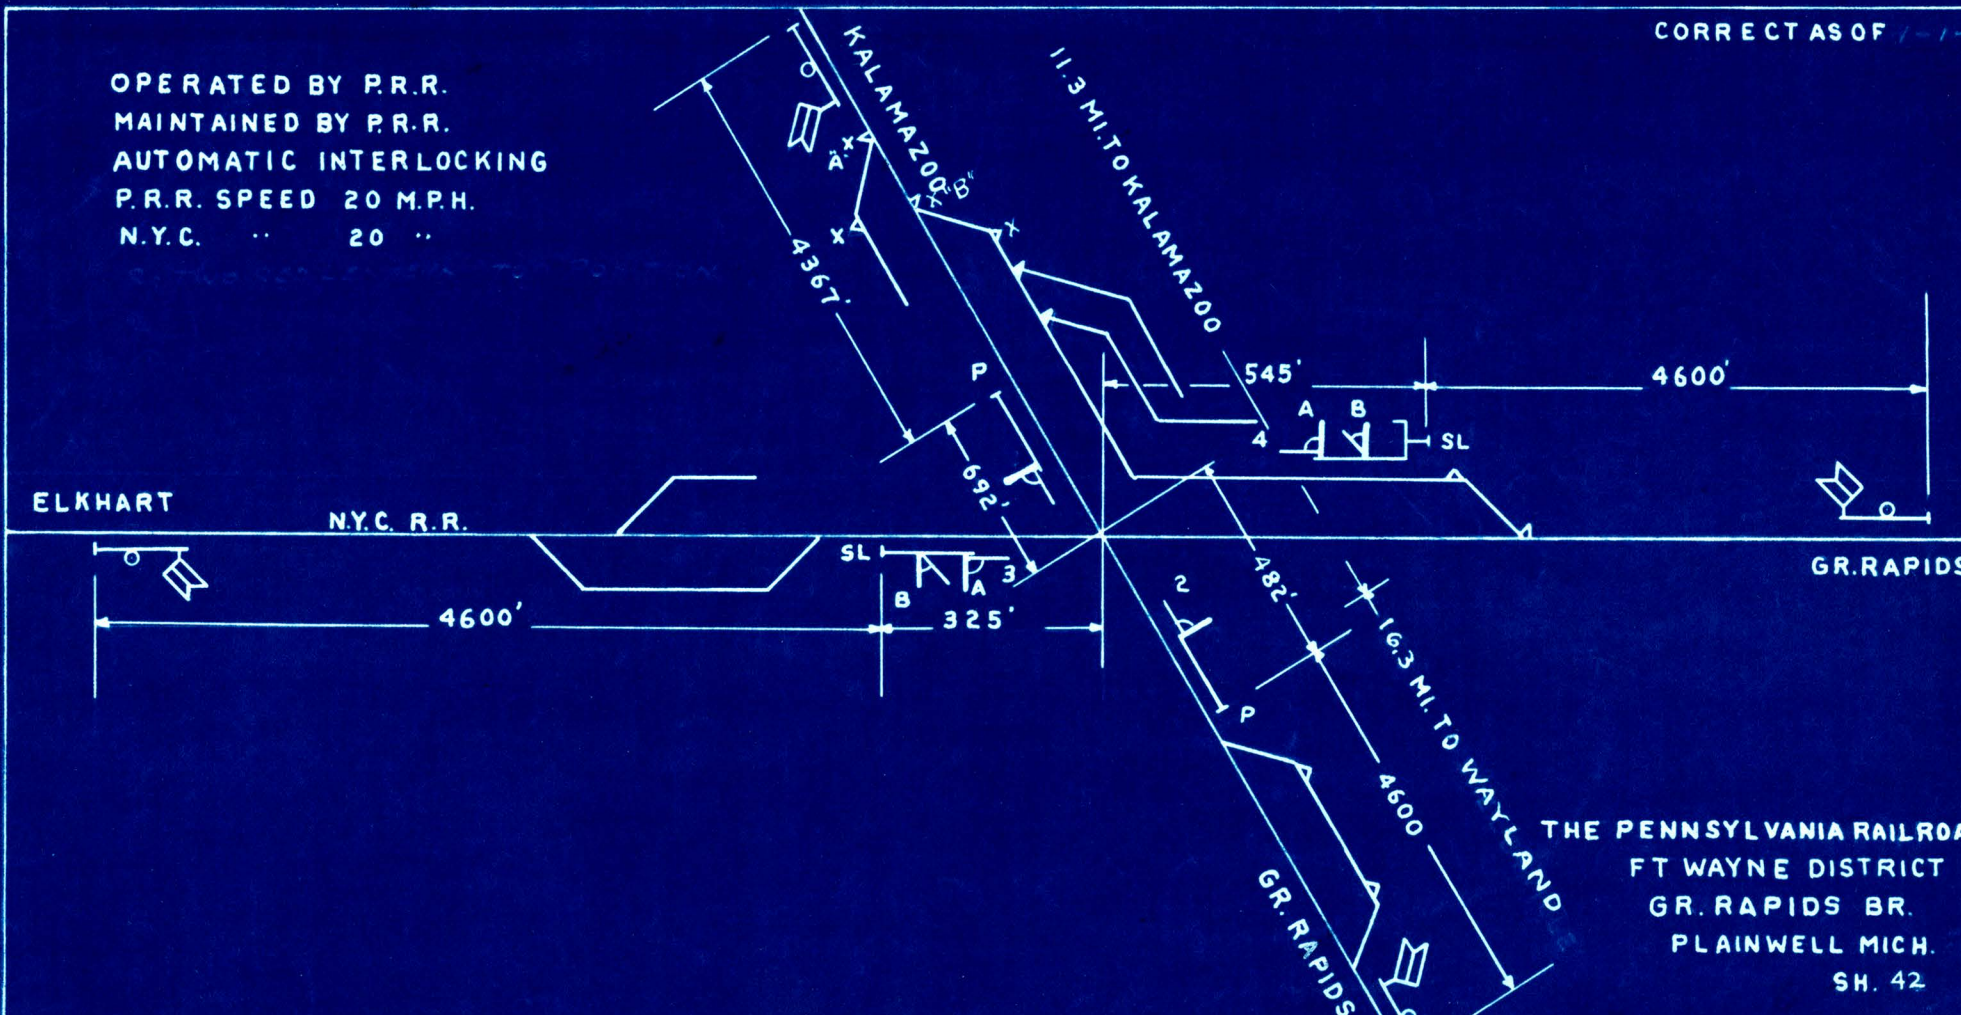 CORRECT AS OF
OPERATED BY P.R.R.
MAINTAINED BY P.R.R.
AUTOMATIC INTERLOCKING
P.R.R. SPEED 20 M.P.H.
N.Y.C. " 20 "
KALAMAZOO
11.3 MI. TO KALAMAZOO
"A" X
X "B"
X
X
4367'
P
545'
4600'
A B
4
SL
692'
ELKHART
N.Y.C. R.R.
SL
B
A
3
482'
GR. RAPIDS
4600'
325'
2
P
16.3 MI. TO WAYLAND
4600
GR. RAPIDS
THE PENNSYLVANIA RAILROA
FT WAYNE DISTRICT
GR. RAPIDS BR.
PLAINWELL MICH.
SH. 42